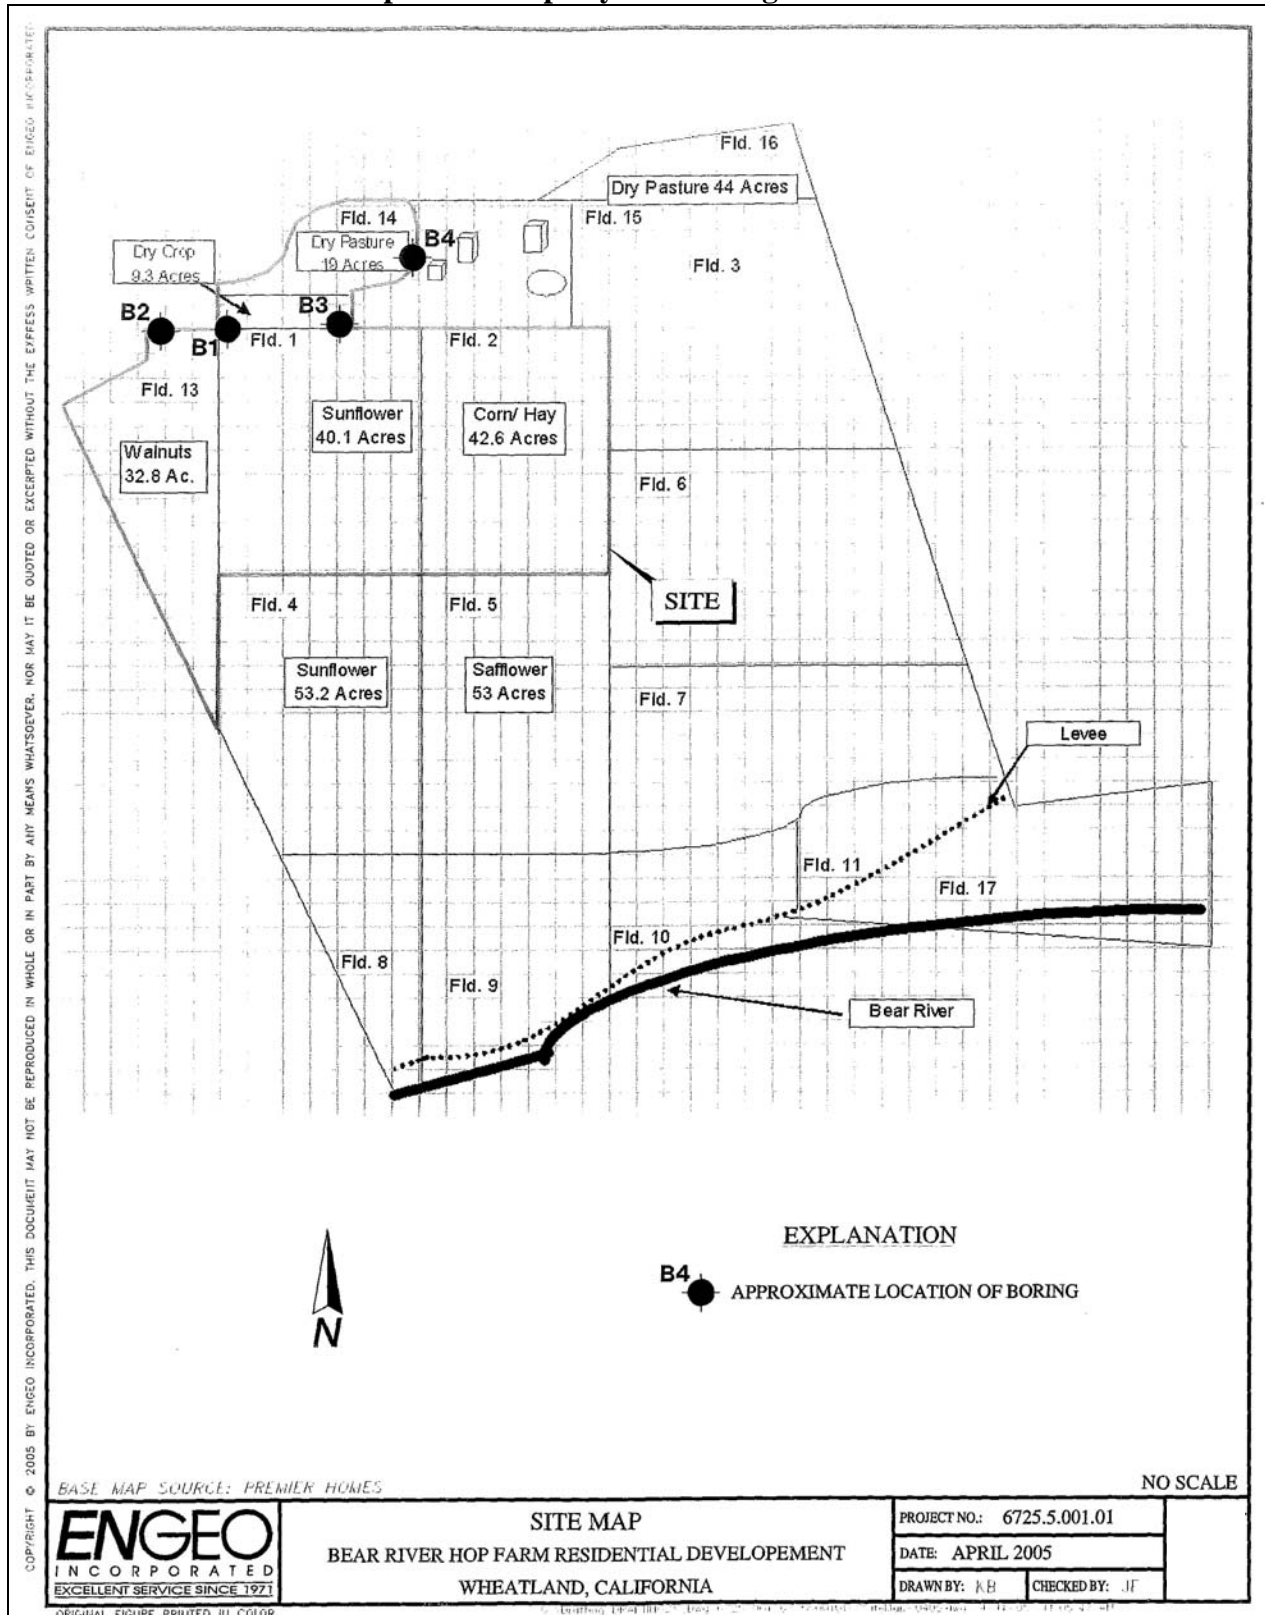 COPYRIGHT © 2005 BY ENGEO INCORPORATED. THIS DOCUMENT MAY NOT BE REPRODUCED IN WHOLE OR IN PART BY ANY MEANS WHATSOEVER, NOR MAY IT BE QUOTED OR EXCERPTED WITHOUT THE EXPRESS WRITTEN CONSENT OF ENGEO INCORPORATED.
Fld. 16
Dry Pasture 44 Acres
Fld. 14
Fld. 15
Dry Pasture
19 Acres
B4
Dry Crop
9.3 Acres
Fld. 3
B2
B3
B1
Fld. 1
Fld. 2
Fld. 13
Sunflower
40.1 Acres
Corn/ Hay
42.6 Acres
Walnuts
32.8 Ac.
Fld. 6
SITE
Fld. 4
Fld. 5
Sunflower
53.2 Acres
Safflower
53 Acres
Fld. 7
Levee
Fld. 11
Fld. 17
Fld. 10
Fld. 8
Fld. 9
Bear River
N
EXPLANATION
B4
APPROXIMATE LOCATION OF BORING
BASE MAP SOURCE: PREMIER HOMES
NO SCALE
ENGEO
INCORPORATED
EXCELLENT SERVICE SINCE 1971
SITE MAP
BEAR RIVER HOP FARM RESIDENTIAL DEVELOPEMENT
WHEATLAND, CALIFORNIA
PROJECT NO.: 6725.5.001.01
DATE: APRIL 2005
DRAWN BY: KB
CHECKED BY: JF
ORIGINAL FIGURE PRINTED IN COLOR